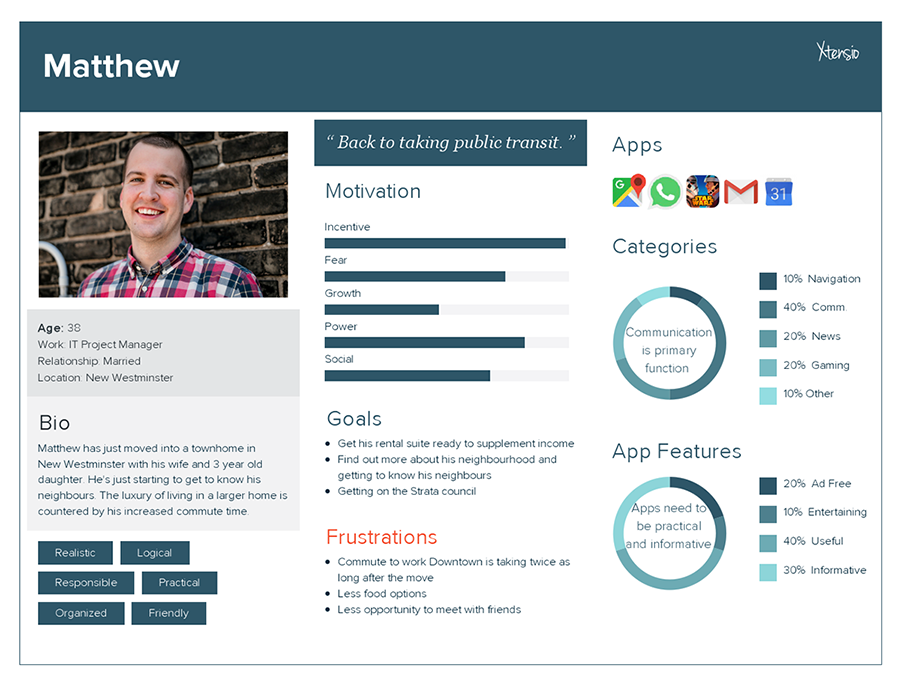 Matthew
Xtensio
Age: 38
Work: IT Project Manager
Relationship: Married
Location: New Westminster
Bio
Matthew has just moved into a townhome in
New Westminster with his wife and 3 year old
daughter. He's just starting to get to know his
neighbours. The luxury of living in a larger home is
countered by his increased commute time.
Realistic
Logical
Responsible
Practical
Organized
Friendly
“ Back to taking public transit. ”
Motivation
Incentive
Fear
Growth
Power
Social
Goals
Get his rental suite ready to supplement income
Find out more about his neighbourhood and
getting to know his neighbours
Getting on the Strata council
Frustrations
Commute to work Downtown is taking twice as
long after the move
Less food options
Less opportunity to meet with friends
Apps
G
STAR
WARS
31
Categories
Communication
is primary
function
10% Navigation
40% Comm.
20% News
20% Gaming
10% Other
App Features
Apps need to
be practical
and informative
20% Ad Free
10% Entertaining
40% Useful
30% Informative